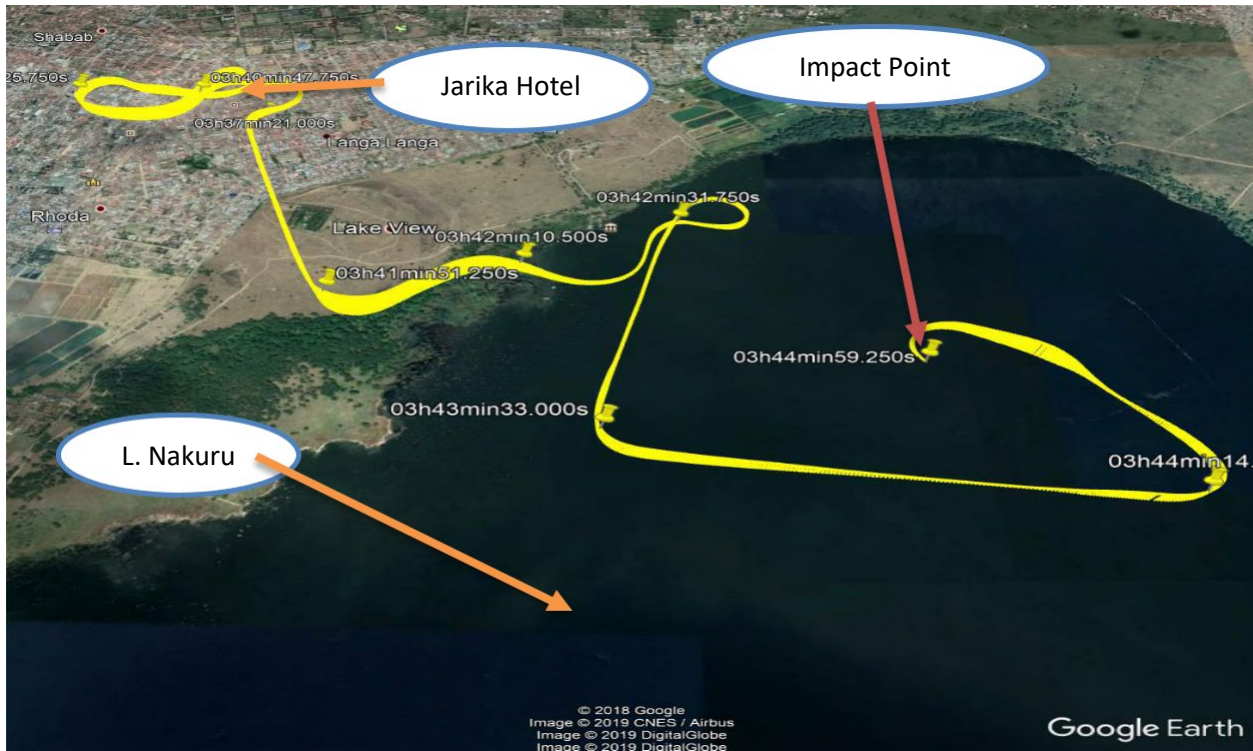 Shabab
25.750s
03h40min47.750s
Jarika Hotel
Impact Point
03h37min21.000s
Langa Langa
Rhoda
03h42min31.750s
Lake View
03h42min10.500s
03h41min51.250s
03h44min59.250s
03h43min33.000s
L. Nakuru
03h44min14.
© 2018 Google
Image © 2019 CNES / Airbus
Image © 2019 DigitalGlobe
Image © 2019 DigitalGlobe
Google Earth